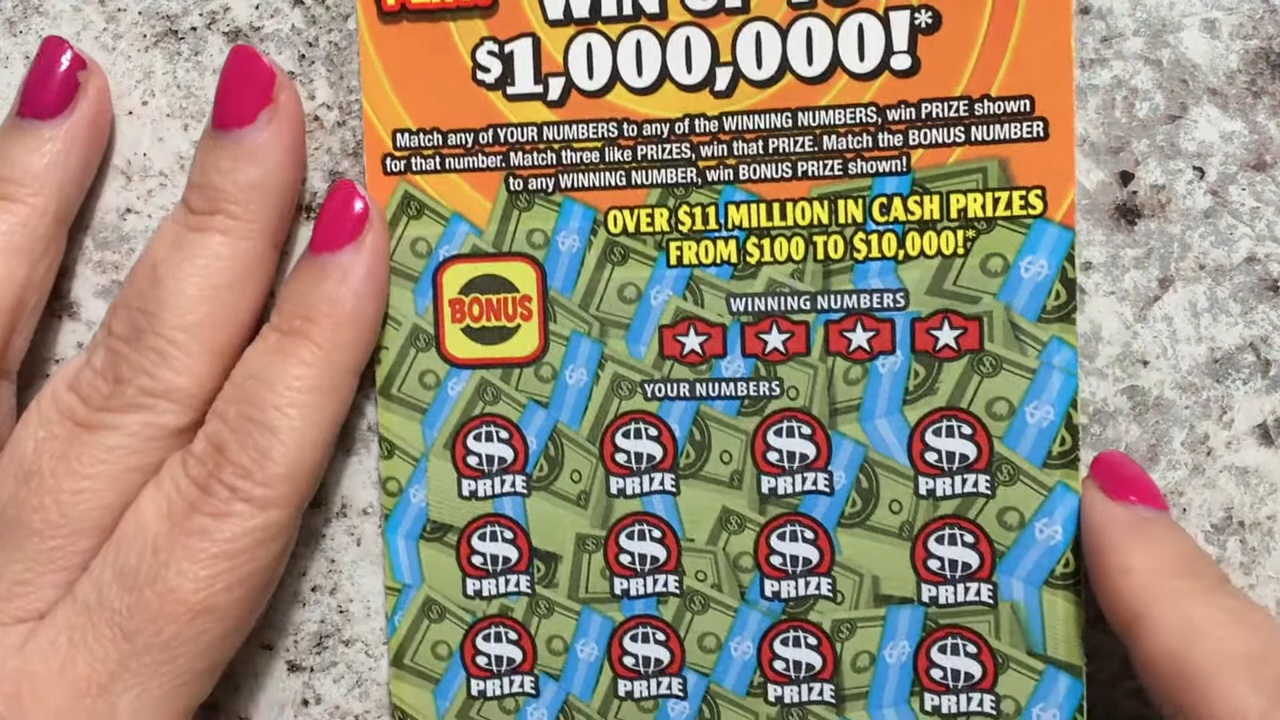 WIN UP TO
$1,000,000!*
Match any of YOUR NUMBERS to any of the WINNING NUMBERS, win PRIZE shown
for that number. Match three like PRIZES, win that PRIZE. Match the BONUS NUMBER
to any WINNING NUMBER, win BONUS PRIZE shown!
OVER $11 MILLION IN CASH PRIZES
FROM $100 TO $10,000!*
BONUS
WINNING NUMBERS
YOUR NUMBERS
$ $ $ $
PRIZE PRIZE PRIZE PRIZE
$ $ $ $
PRIZE PRIZE PRIZE PRIZE
$ $ $ $
PRIZE PRIZE PRIZE PRIZE